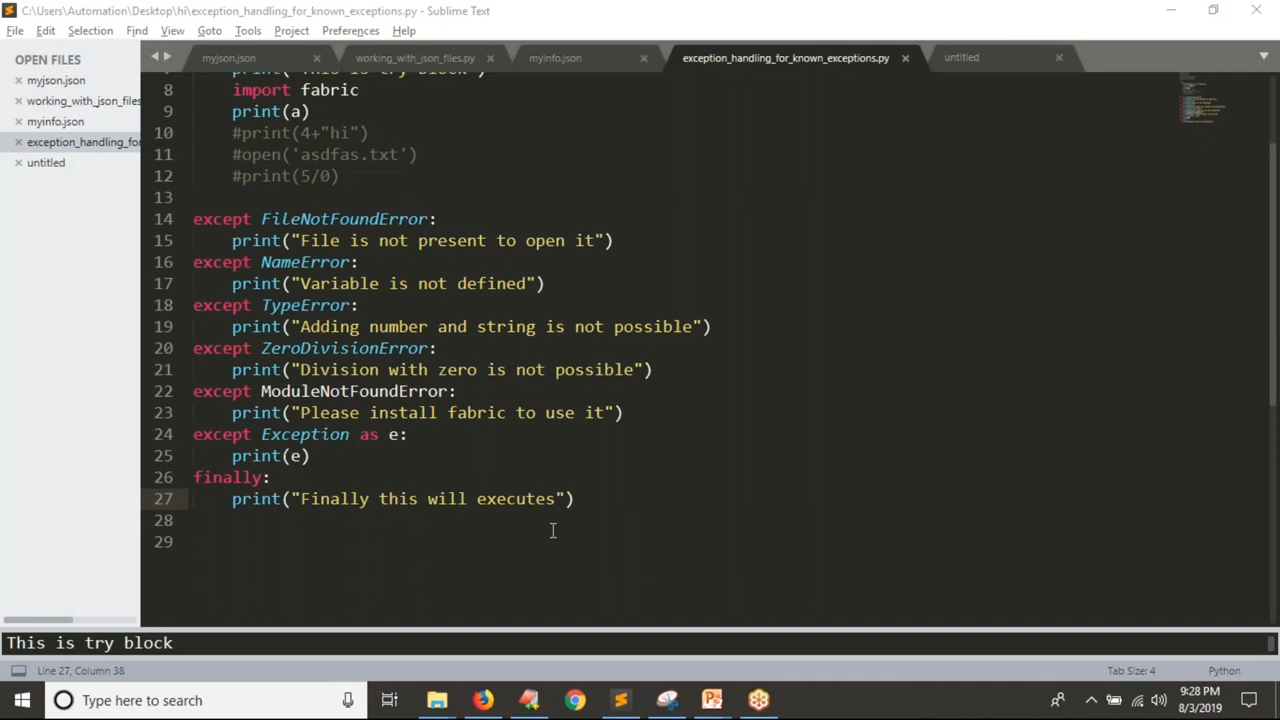 C:\Users\Automation\Desktop\hi\exception_handling_for_known_exceptions.py - Sublime Text
File Edit Selection Find View Goto Tools Project Preferences Help
OPEN FILES
myjson.json
working_with_json_files
myinfo.json
exception_handling_for
untitled
myjson.json working_with_json_files.py myinfo.json exception_handling_for_known_exceptions.py untitled
print("This is try block")
8 import fabric
9 print(a)
10 #print(4+"hi")
11 #open('asdfas.txt')
12 #print(5/0)
13
14 except FileNotFoundError:
15 print("File is not present to open it")
16 except NameError:
17 print("Variable is not defined")
18 except TypeError:
19 print("Adding number and string is not possible")
20 except ZeroDivisionError:
21 print("Division with zero is not possible")
22 except ModuleNotFoundError:
23 print("Please install fabric to use it")
24 except Exception as e:
25 print(e)
26 finally:
27 print("Finally this will executes")
28
29
This is try block
Line 27, Column 38 Tab Size: 4 Python
Type here to search
9:28 PM
8/3/2019